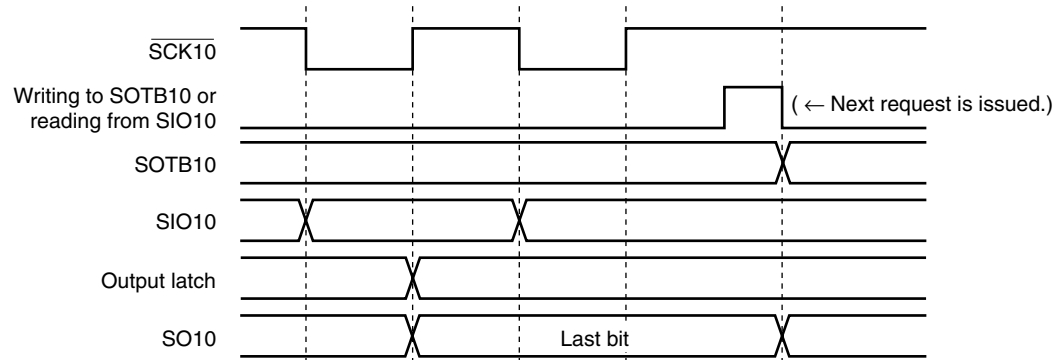 SCK10
Writing to SOTB10 or
reading from SIO10
( ← Next request is issued.)
SOTB10
SIO10
Output latch
SO10
Last bit